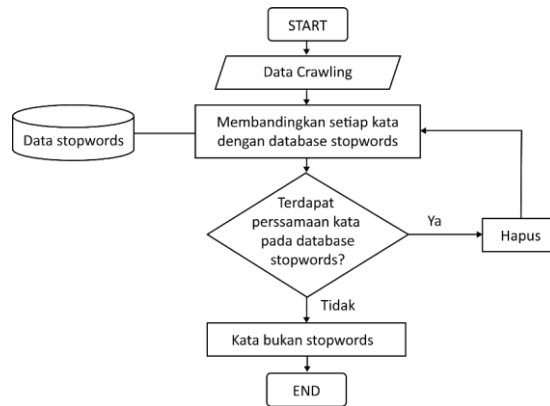 START
Data Crawling
Data stopwords
Membandingkan setiap kata
dengan database stopwords
Terdapat
perssamaan kata
pada database
stopwords?
Ya
Hapus
Tidak
Kata bukan stopwords
END